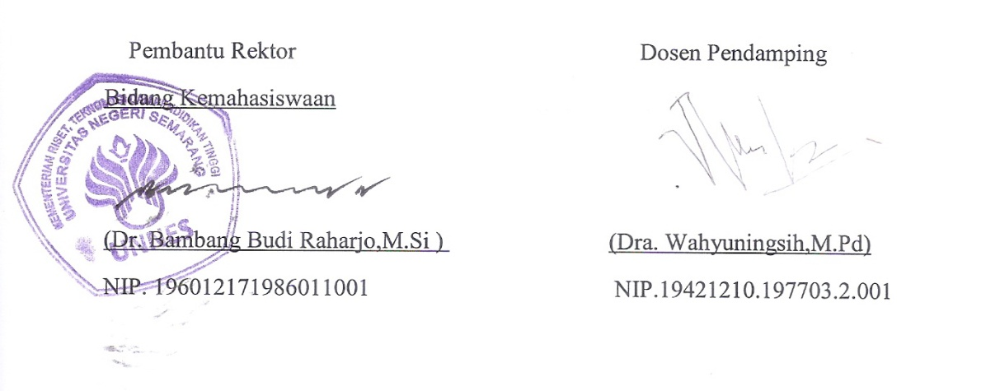 Pembantu Rektor
Bidang Kemahasiswaan
KEMENTERIAN RISET, TEKNOLOGI DAN PENDIDIKAN TINGGI
UNIVERSITAS NEGERI SEMARANG
UNNES
(Dr. Bambang Budi Raharjo,M.Si )
NIP. 196012171986011001
Dosen Pendamping
(Dra. Wahyuningsih,M.Pd)
NIP.19421210.197703.2.001